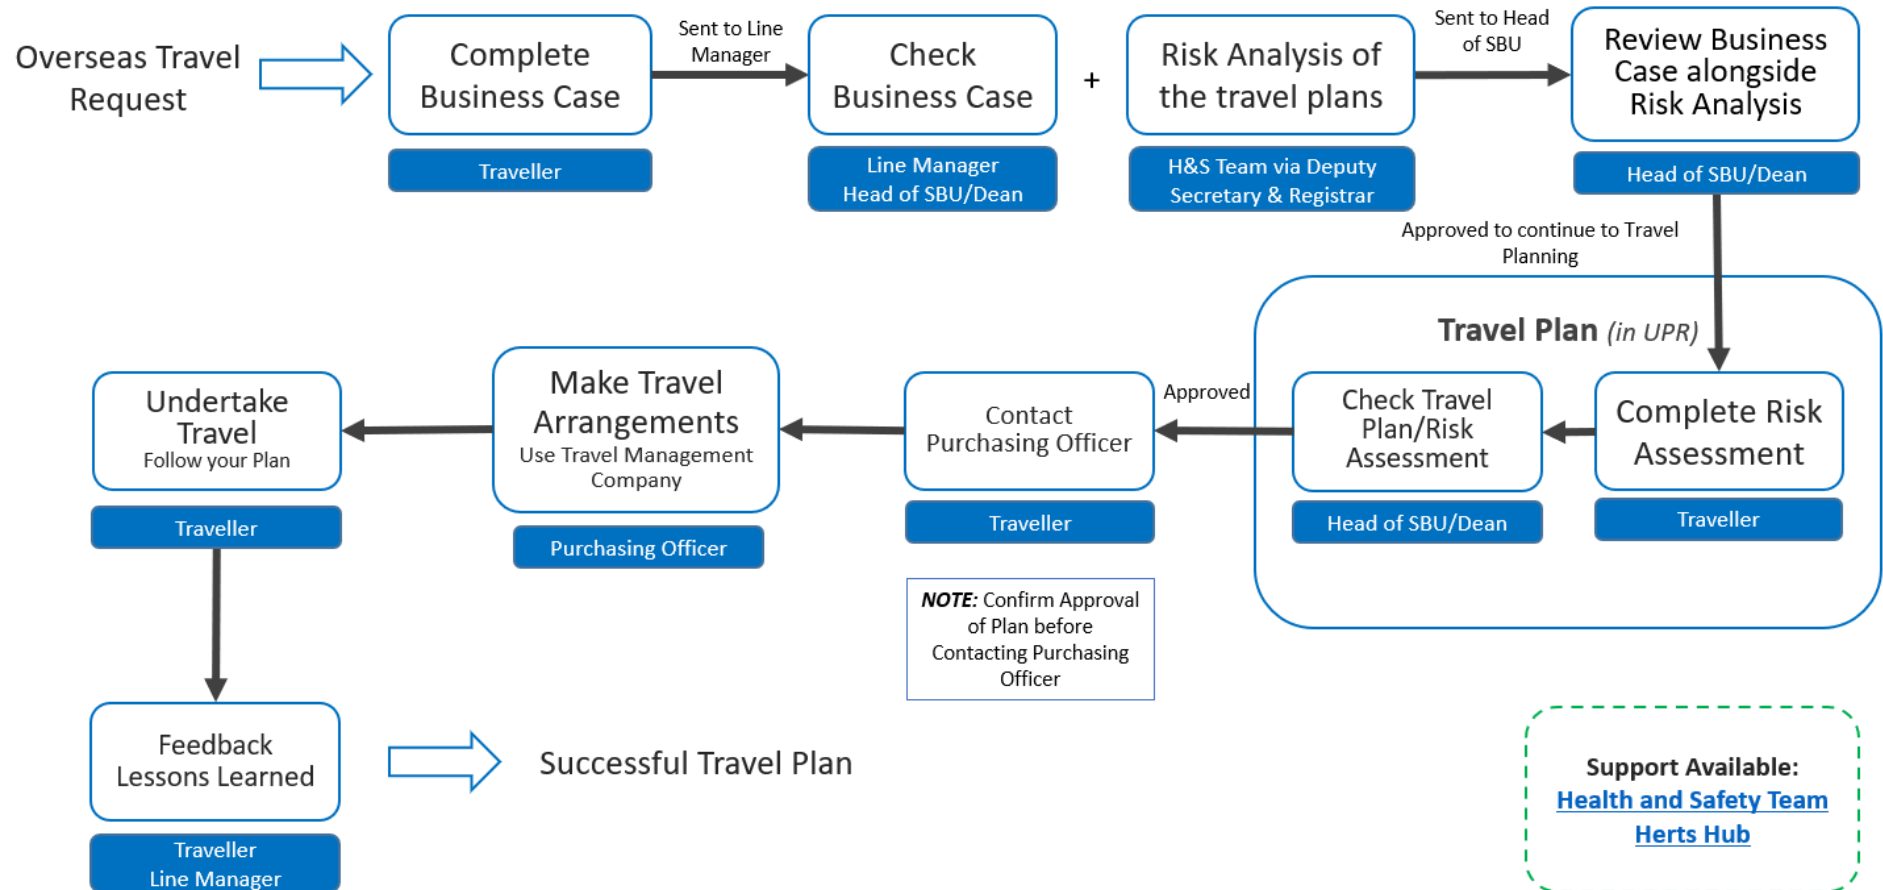 Overseas Travel
Request
Complete
Business Case
Traveller
Sent to Line
Manager
Check
Business Case
Line Manager
Head of SBU/Dean
+
Risk Analysis of
the travel plans
H&S Team via Deputy
Secretary & Registrar
Sent to Head
of SBU
Review Business
Case alongside
Risk Analysis
Head of SBU/Dean
Approved to continue to Travel
Planning
Travel Plan (in UPR)
Complete Risk
Assessment
Traveller
Check Travel
Plan/Risk
Assessment
Head of SBU/Dean
Approved
Contact
Purchasing Officer
Traveller
NOTE: Confirm Approval
of Plan before
Contacting Purchasing
Officer
Make Travel
Arrangements
Use Travel Management
Company
Purchasing Officer
Undertake
Travel
Follow your Plan
Traveller
Feedback
Lessons Learned
Traveller
Line Manager
Successful Travel Plan
Support Available:
Health and Safety Team
Herts Hub